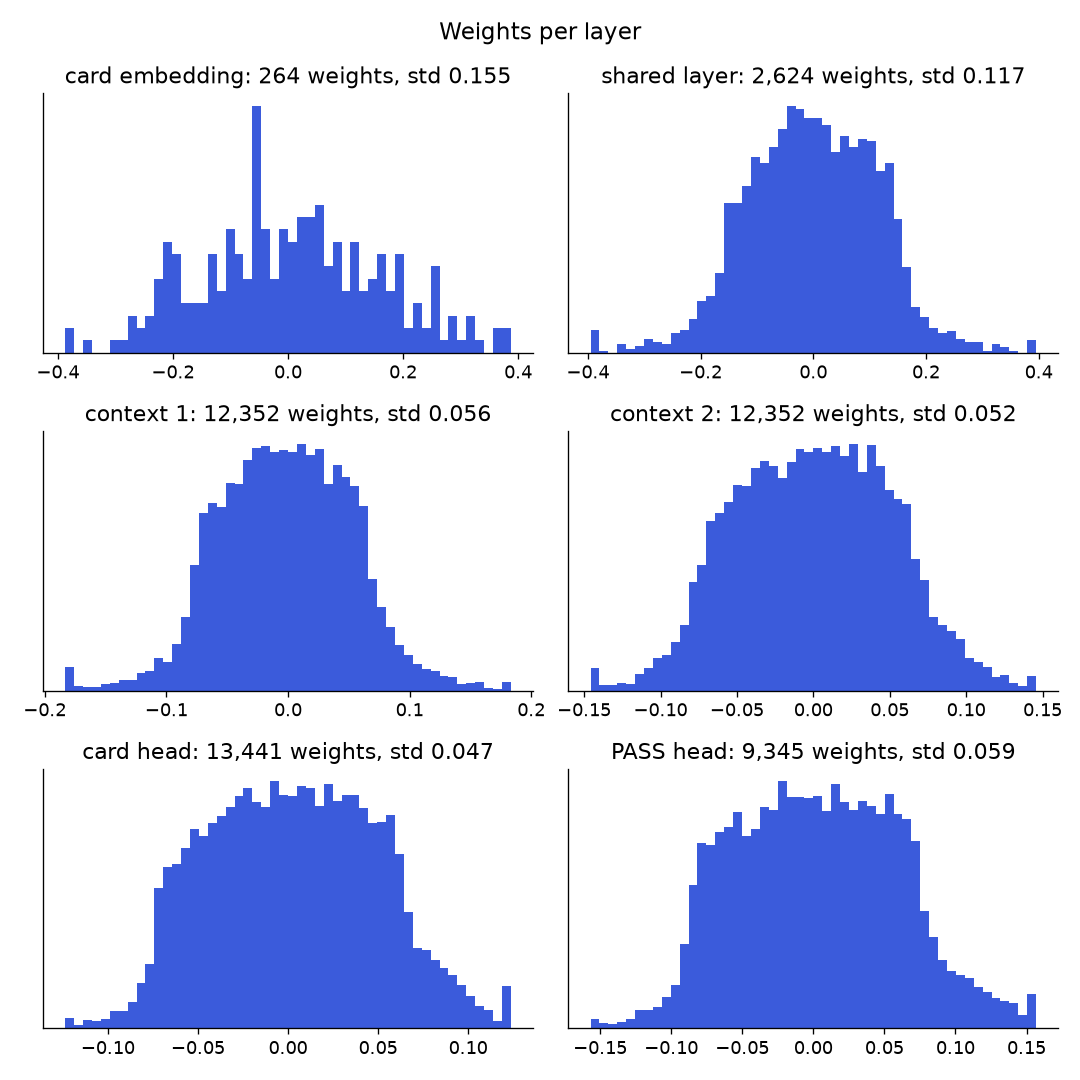 Weights per layer
card embedding: 264 weights, std 0.155
shared layer: 2,624 weights, std 0.117
−0.4 −0.2 0.0 0.2 0.4
−0.4 −0.2 0.0 0.2 0.4
context 1: 12,352 weights, std 0.056
context 2: 12,352 weights, std 0.052
−0.2 −0.1 0.0 0.1 0.2
−0.15 −0.10 −0.05 0.00 0.05 0.10 0.15
card head: 13,441 weights, std 0.047
PASS head: 9,345 weights, std 0.059
−0.10 −0.05 0.00 0.05 0.10
−0.15 −0.10 −0.05 0.00 0.05 0.10 0.15